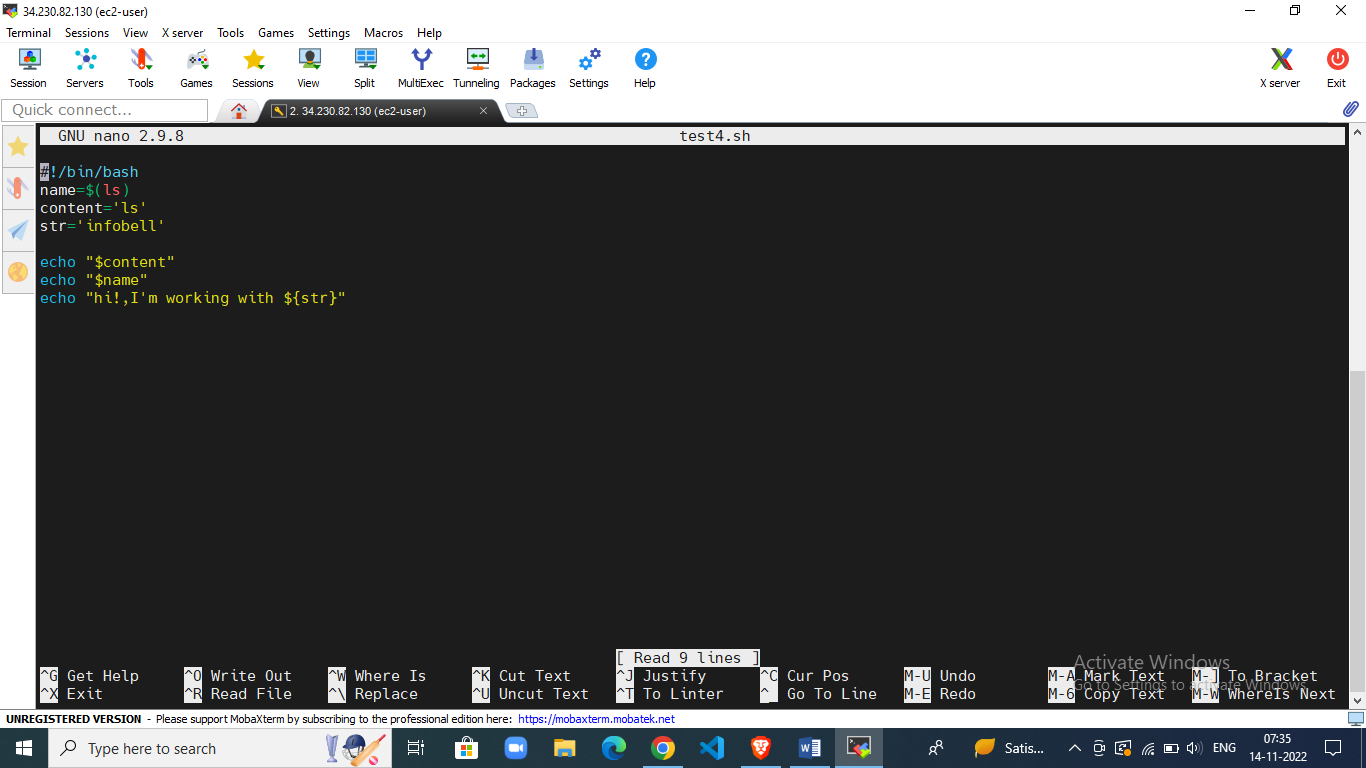 34.230.82.130 (ec2-user)
Terminal Sessions View X server Tools Games Settings Macros Help
Session Servers Tools Games Sessions View Split MultiExec Tunneling Packages Settings Help X server Exit
Quick connect...
2. 34.230.82.130 (ec2-user)
GNU nano 2.9.8 test4.sh
#!/bin/bash
name=$(ls)
content='ls'
str='infobell'
echo "$content"
echo "$name"
echo "hi!,I'm working with ${str}"
[ Read 9 lines ]
Activate Windows
^G Get Help ^O Write Out ^W Where Is ^K Cut Text ^J Justify ^C Cur Pos M-U Undo M-A Mark Text M-] To Bracket
Go to Settings to activate Windows.
^X Exit ^R Read File ^\ Replace ^U Uncut Text ^T To Linter ^_ Go To Line M-E Redo M-6 Copy Text M-W WhereIs Next
UNREGISTERED VERSION - Please support MobaXterm by subscribing to the professional edition here: https://mobaxterm.mobatek.net
Type here to search
Satis... ENG
07:35
14-11-2022